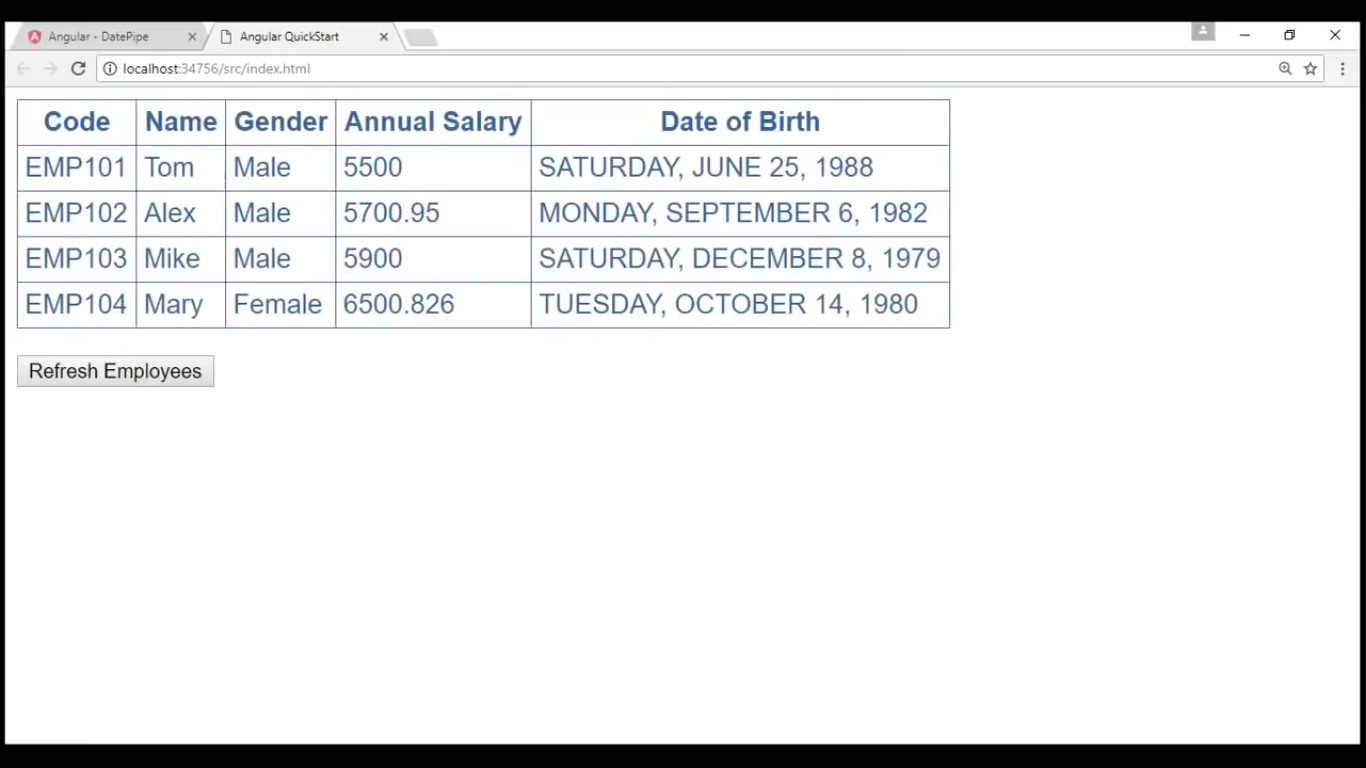 Angular - DatePipe Angular QuickStart
localhost:34756/src/index.html
Code Name Gender Annual Salary Date of Birth
EMP101 Tom Male 5500 SATURDAY, JUNE 25, 1988
EMP102 Alex Male 5700.95 MONDAY, SEPTEMBER 6, 1982
EMP103 Mike Male 5900 SATURDAY, DECEMBER 8, 1979
EMP104 Mary Female 6500.826 TUESDAY, OCTOBER 14, 1980
Refresh Employees